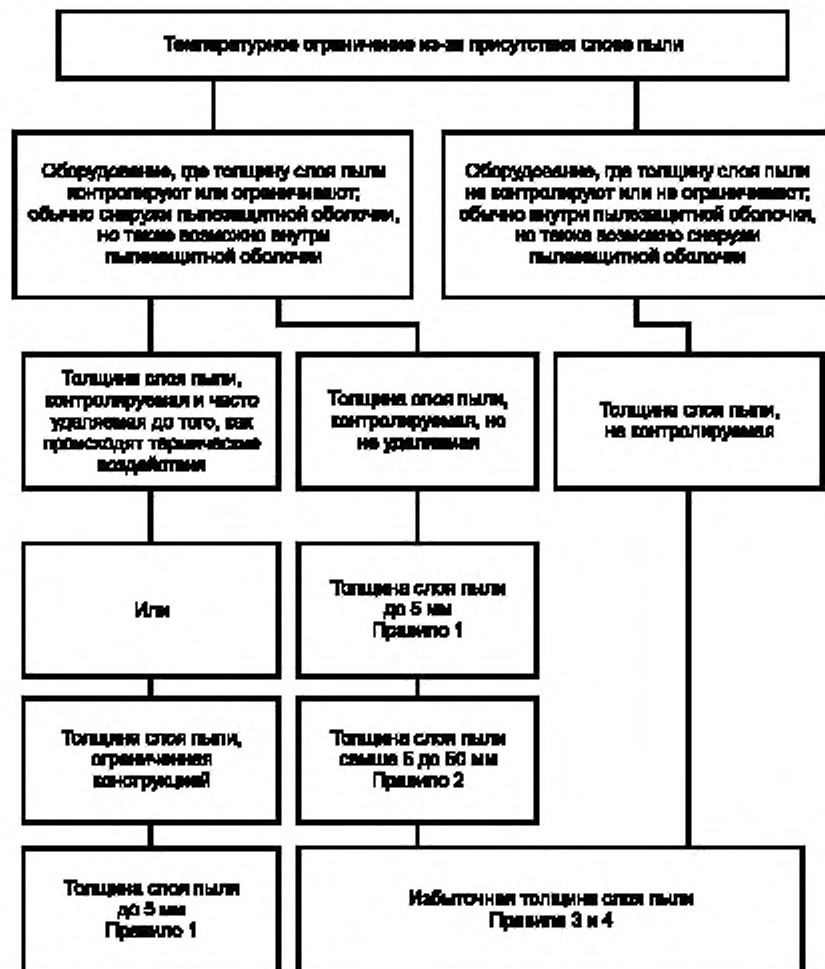 Температурное ограничение из-за присутствия слоев пыли
Оборудование, где толщину слоя пыли
контролируют или ограничивают;
обычно снаружи пылезащитной оболочки,
но также возможно внутри
пылезащитной оболочки
Оборудование, где толщину слоя пыли
не контролируют или не ограничивают;
обычно внутри пылезащитной оболочки,
но также возможно снаружи
пылезащитной оболочки
Толщина слоя пыли,
контролируемая и часто
удаляемая до того, как
происходят термические
воздействия
Толщина слоя пыли,
контролируемая, но
не удаляемая
Толщина слоя пыли,
не контролируемая
Или
Толщина слоя пыли
до 5 мм
Правило 1
Толщина слоя пыли,
ограниченная
конструкцией
Толщина слоя пыли
свыше 5 до 50 мм
Правило 2
Толщина слоя пыли
до 5 мм
Правило 1
Избыточная толщина слоя пыли
Правила 3 и 4